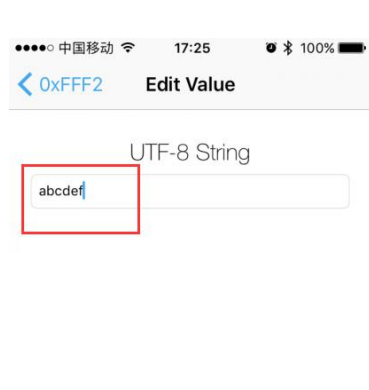 中国移动 17:25 100%
0xFFF2 Edit Value
UTF-8 String
abcdef